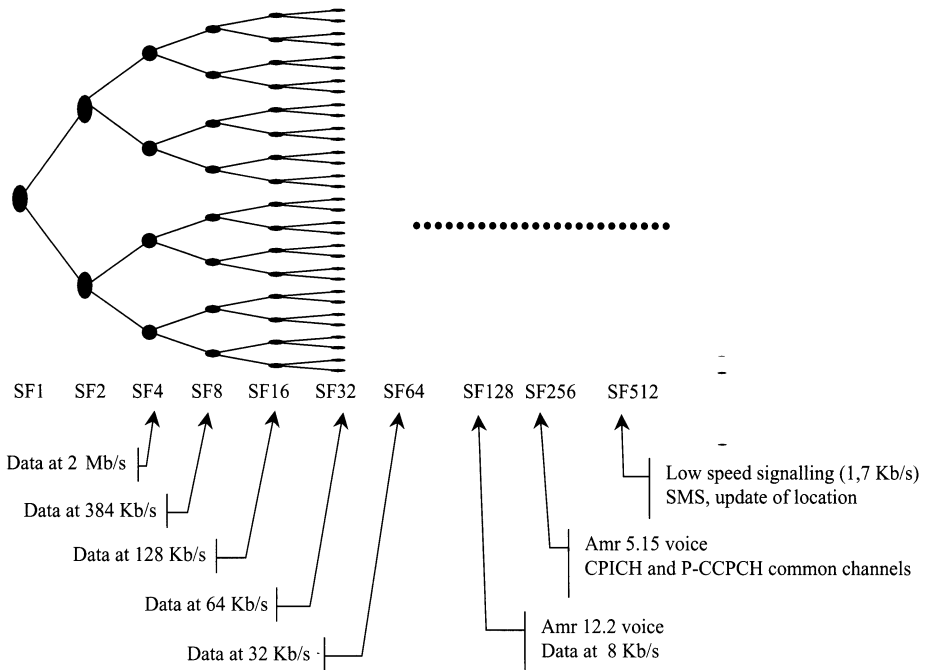 SF1 SF2 SF4 SF8 SF16 SF32 SF64 SF128 SF256 SF512
Data at 2 Mb/s
Low speed signalling (1,7 Kb/s)
SMS, update of location
Data at 384 Kb/s
Data at 128 Kb/s
Amr 5.15 voice
CPICH and P-CCPCH common channels
Data at 64 Kb/s
Amr 12.2 voice
Data at 8 Kb/s
Data at 32 Kb/s